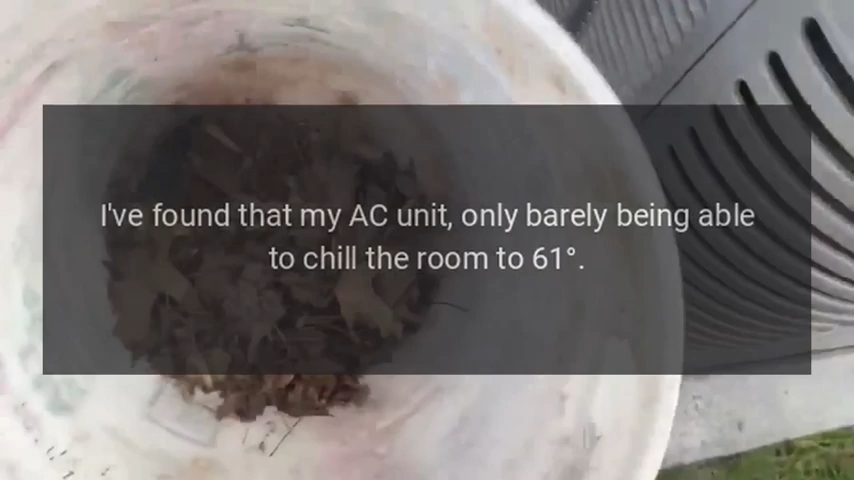 I've found that my AC unit, only barely being able
to chill the room to 61°.